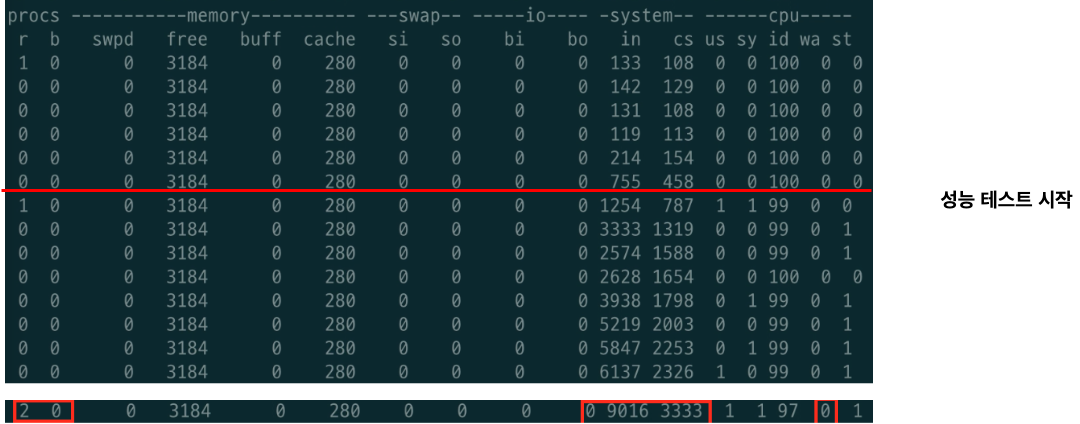 procs -----------memory---------- ---swap-- -----io---- -system-- ------cpu-----
r b swpd free buff cache si so bi bo in cs us sy id wa st
1 0 0 3184 0 280 0 0 0 0 133 108 0 0 100 0 0
0 0 0 3184 0 280 0 0 0 0 142 129 0 0 100 0 0
0 0 0 3184 0 280 0 0 0 0 131 108 0 0 100 0 0
0 0 0 3184 0 280 0 0 0 0 119 113 0 0 100 0 0
0 0 0 3184 0 280 0 0 0 0 214 154 0 0 100 0 0
0 0 0 3184 0 280 0 0 0 0 755 458 0 0 100 0 0
성능 테스트 시작
1 0 0 3184 0 280 0 0 0 0 1254 787 1 1 99 0 0
0 0 0 3184 0 280 0 0 0 0 3333 1319 0 0 99 0 1
0 0 0 3184 0 280 0 0 0 0 2574 1588 0 0 99 0 1
0 0 0 3184 0 280 0 0 0 0 2628 1654 0 0 100 0 0
0 0 0 3184 0 280 0 0 0 0 3938 1798 0 1 99 0 1
0 0 0 3184 0 280 0 0 0 0 5219 2003 0 0 99 0 1
0 0 0 3184 0 280 0 0 0 0 5847 2253 0 1 99 0 1
0 0 0 3184 0 280 0 0 0 0 6137 2326 1 0 99 0 1
2 0 0 3184 0 280 0 0 0 0 9016 3333 1 1 97 0 1